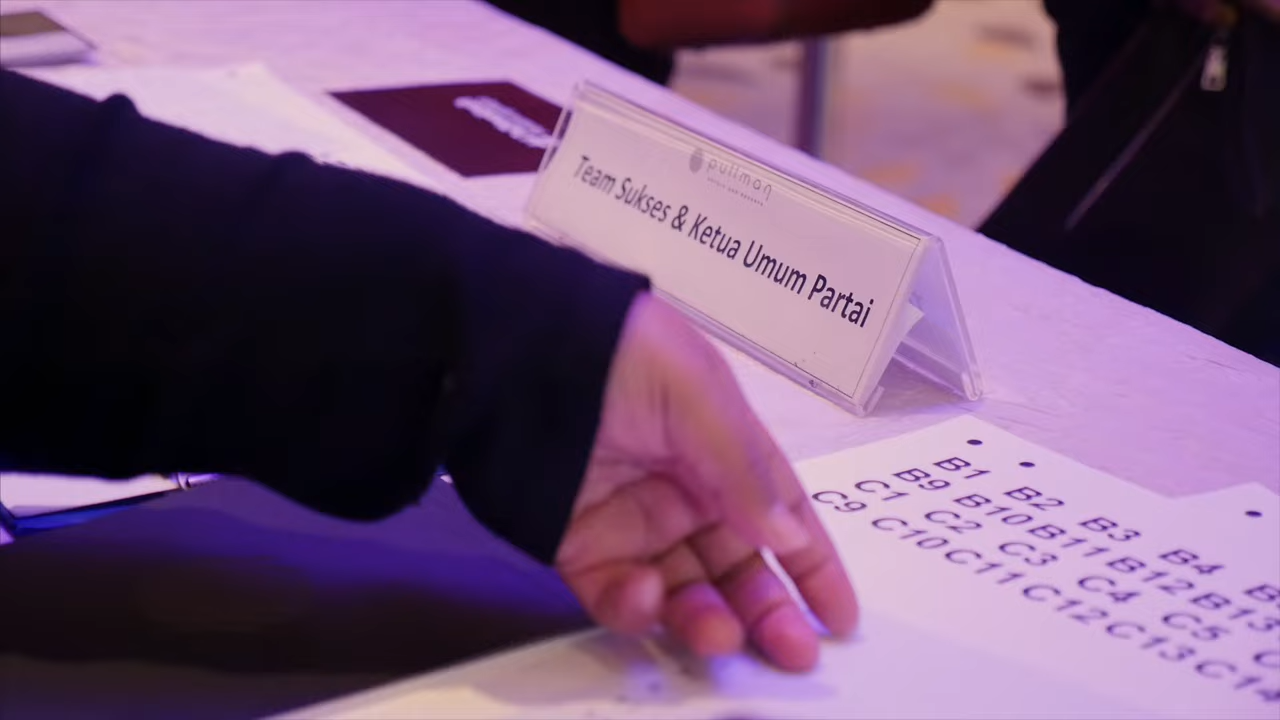 pullman
Team Sukses & Ketua Umum Partai
B1 B2 B3 B4
B9 B10 B11 B12 B13
C1 C2 C3 C4 C5
C9 C10 C11 C12 C13 C14